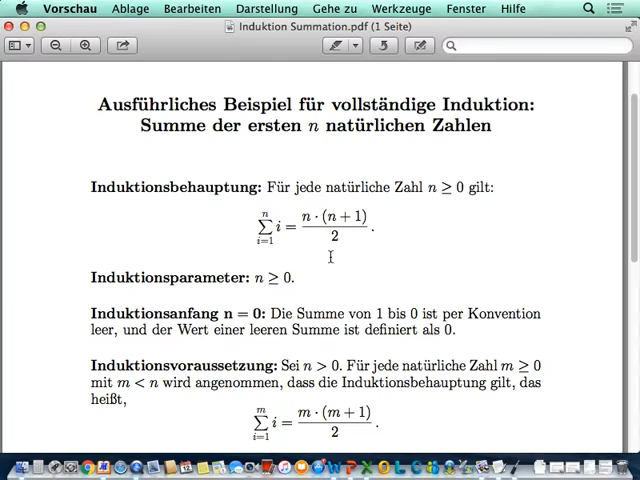 Vorschau Ablage Bearbeiten Darstellung Gehe zu Werkzeuge Fenster Hilfe
Induktion Summation.pdf (1 Seite)
Ausführliches Beispiel für vollständige Induktion:
Summe der ersten n natürlichen Zahlen
Induktionsbehauptung: Für jede natürliche Zahl n ≥ 0 gilt:
∑_{i=1}^{n} i = n · (n + 1) / 2 .
Induktionsparameter: n ≥ 0.
Induktionsanfang n = 0: Die Summe von 1 bis 0 ist per Konvention
leer, und der Wert einer leeren Summe ist definiert als 0.
Induktionsvoraussetzung: Sei n > 0. Für jede natürliche Zahl m ≥ 0
mit m < n wird angenommen, dass die Induktionsbehauptung gilt, das
heißt,
∑_{i=1}^{m} i = m · (m + 1) / 2 .